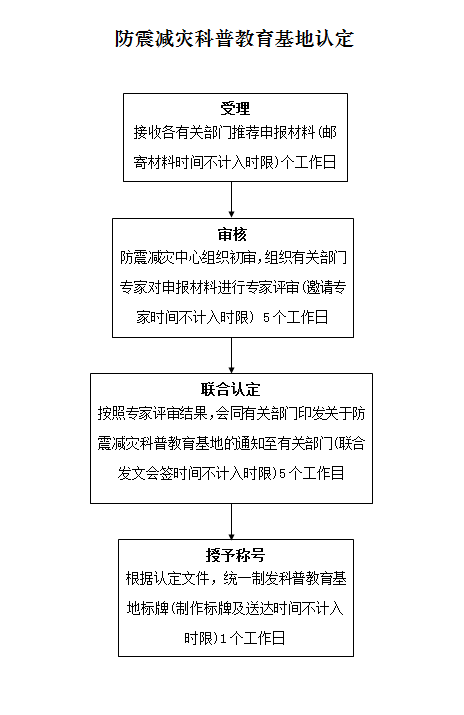 防震减灾科普教育基地认定
受理
接收各有关部门推荐申报材料(邮
寄材料时间不计入时限)个工作日
审核
防震减灾中心组织初审,组织有关部门
专家对申报材料进行专家评审(邀请专
家时间不计入时限) 5个工作日
联合认定
按照专家评审结果,会同有关部门印发关于防
震减灾科普教育基地的通知至有关部门(联合
发文会签时间不计入时限)5个工作日
授予称号
根据认定文件，统一制发科普教育基
地标牌(制作标牌及送达时间不计入
时限)1个工作日